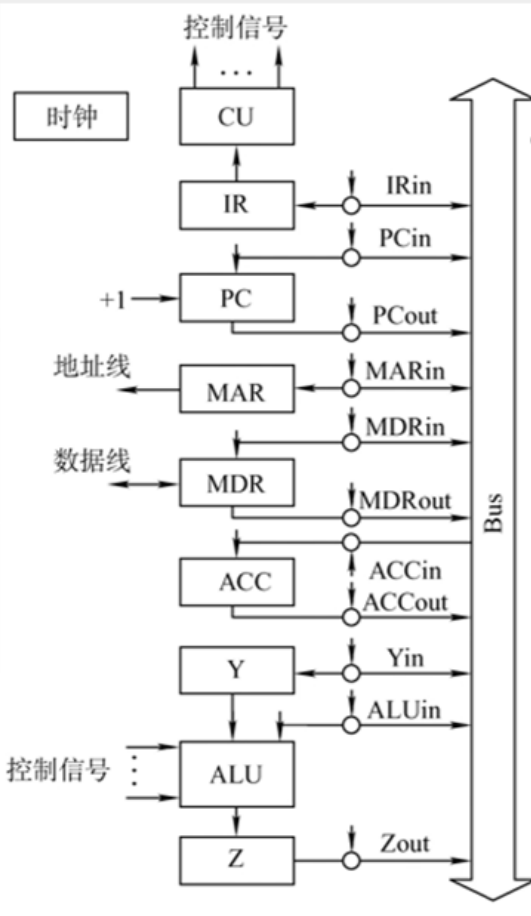 控制信号
...
时钟
CU
IR
IRin
PCin
+1
PC
PCout
地址线
MAR
MARin
MDRin
数据线
MDR
MDRout
Bus
ACC
ACCin
ACCout
Y
Yin
ALUin
控制信号
ALU
Z
Zout